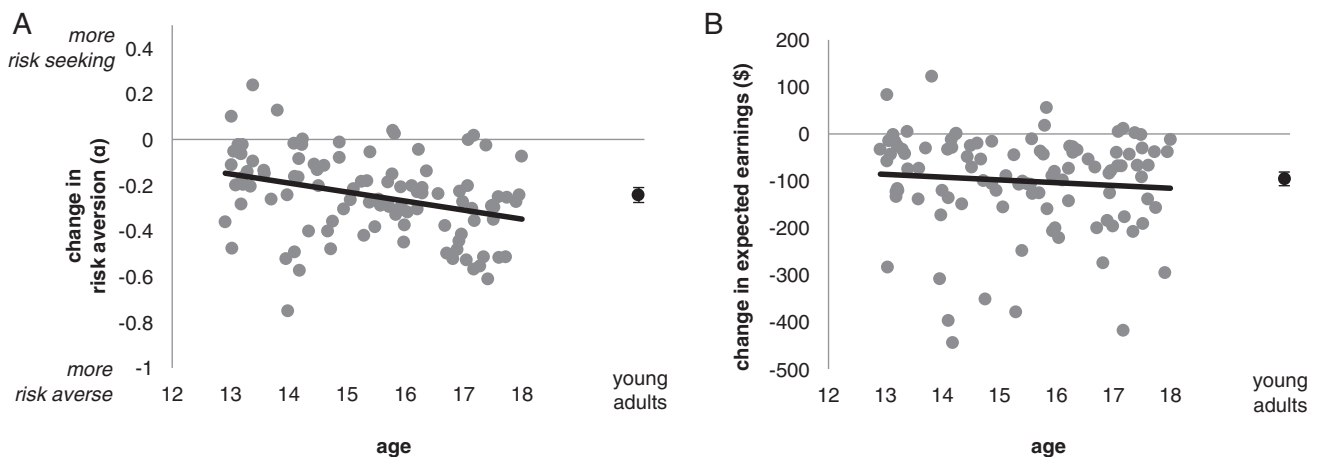 A
more
risk seeking
0.4
0.2
0
-0.2
-0.4
-0.6
-0.8
-1
change in
risk aversion (α)
more
risk averse
12 13 14 15 16 17 18
young
adults
age
B
200
100
0
-100
-200
-300
-400
-500
change in expected earnings ($)
12 13 14 15 16 17 18
young
adults
age